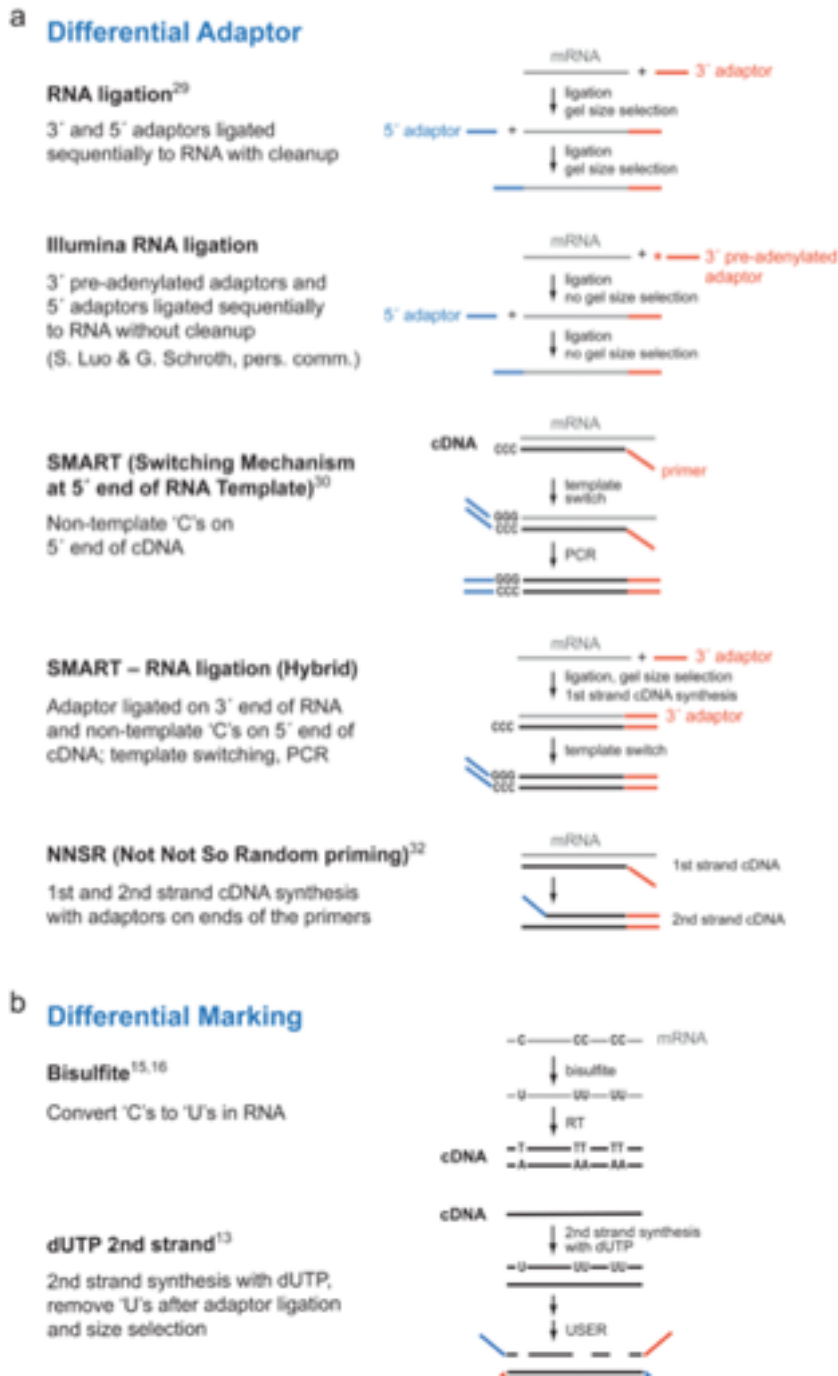 a
Differential Adaptor
RNA ligation29
3´ and 5´ adaptors ligated
sequentially to RNA with cleanup
mRNA
+
3´ adaptor
ligation
gel size selection
5´ adaptor
+
ligation
gel size selection
Illumina RNA ligation
3´ pre-adenylated adaptors and
5´ adaptors ligated sequentially
to RNA without cleanup
(S. Luo & G. Schroth, pers. comm.)
mRNA
+
3´ pre-adenylated
adaptor
ligation
no gel size selection
5´ adaptor
+
ligation
no gel size selection
SMART (Switching Mechanism
at 5´ end of RNA Template)30
Non-template ‘C’s on
5´ end of cDNA
mRNA
cDNA
CCC
primer
template
switch
GGG
CCC
PCR
GGG
CCC
SMART – RNA ligation (Hybrid)
Adaptor ligated on 3´ end of RNA
and non-template ‘C’s on 5´ end of
cDNA; template switching, PCR
mRNA
+
3´ adaptor
ligation, gel size selection
1st strand cDNA synthesis
3´ adaptor
CCC
template switch
GGG
CCC
NNSR (Not Not So Random priming)32
1st and 2nd strand cDNA synthesis
with adaptors on ends of the primers
mRNA
1st strand cDNA
2nd strand cDNA
b
Differential Marking
Bisulfite15,16
Convert ‘C’s to ‘U’s in RNA
C CC CC mRNA
bisulfite
U UU UU
RT
cDNA
T TT TT
A AA AA
dUTP 2nd strand13
2nd strand synthesis with dUTP,
remove ‘U’s after adaptor ligation
and size selection
cDNA
2nd strand synthesis
with dUTP
U UU UU
USER